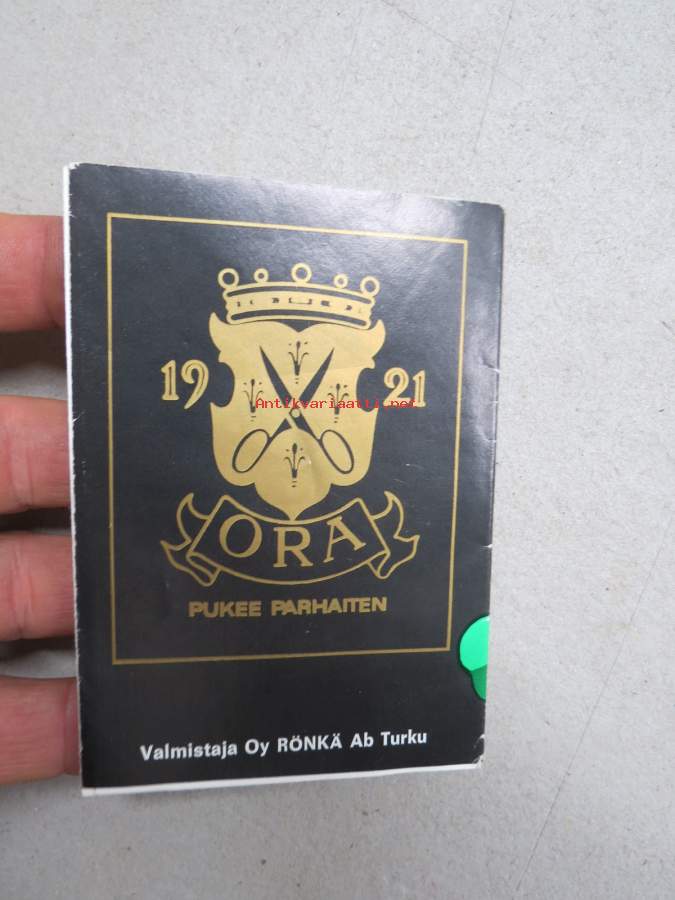 19 21
Antikvariaatti.net
ORA
PUKEE PARHAITEN
Valmistaja Oy RÖNKÄ Ab Turku